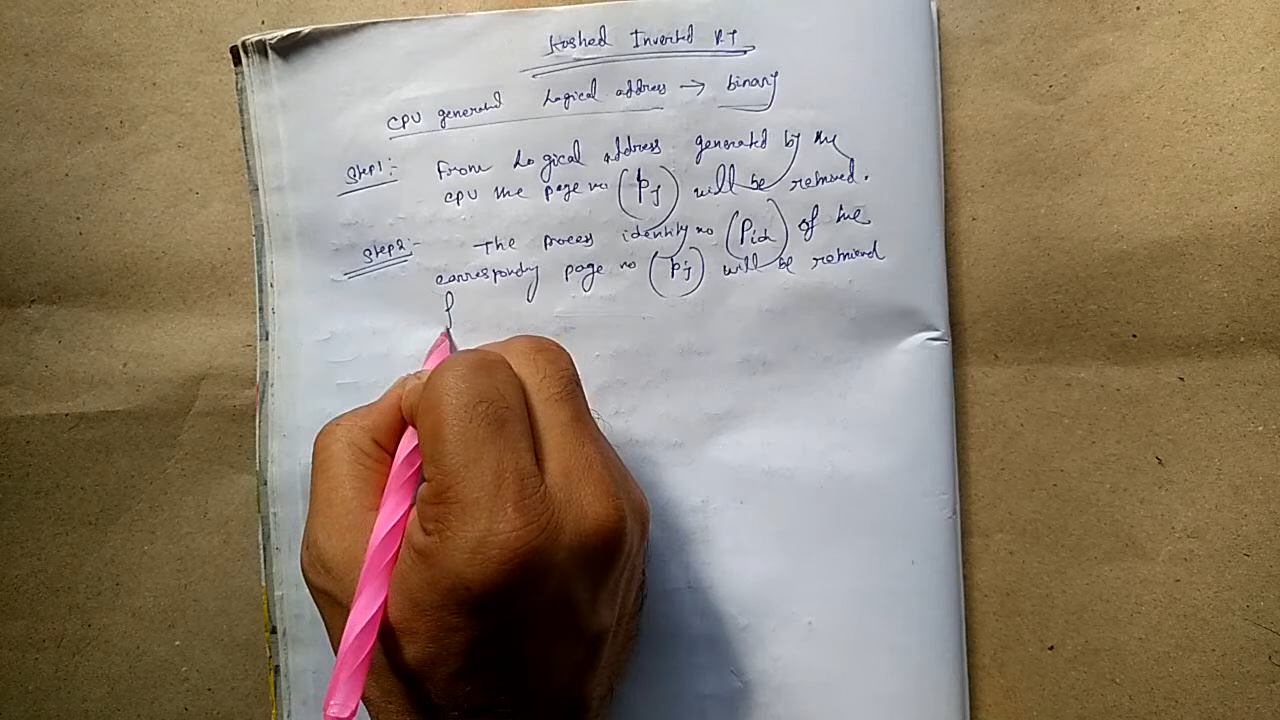 Hashed Inverted P.T
CPU generated Logical address → binary
Step1:- From Logical address generated by the
CPU the page no (Pj) will be retrieved.
Step2:- The process identity no (Pid) of the
corresponding page no (Pj) will be retrieved
f